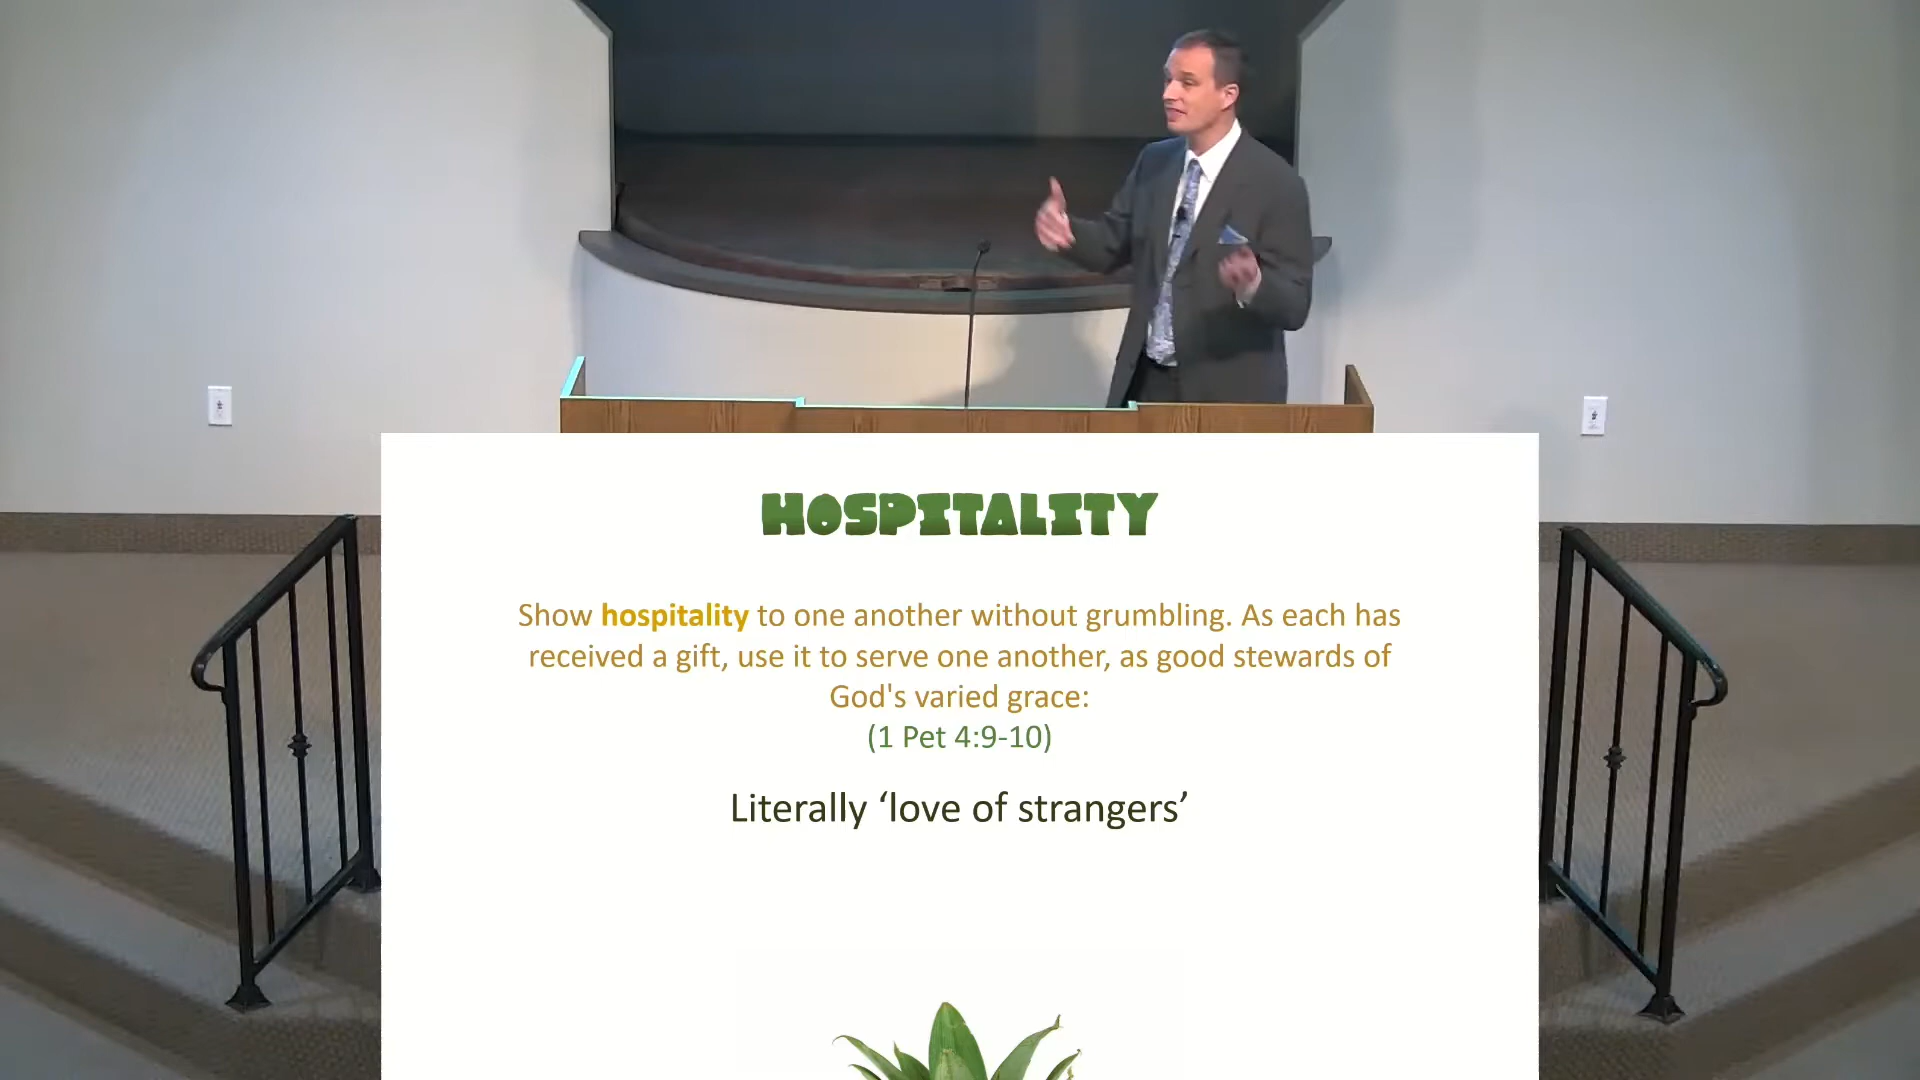 HOSPITALITY
Show hospitality to one another without grumbling. As each has
received a gift, use it to serve one another, as good stewards of
God's varied grace:
(1 Pet 4:9-10)
Literally ‘love of strangers’